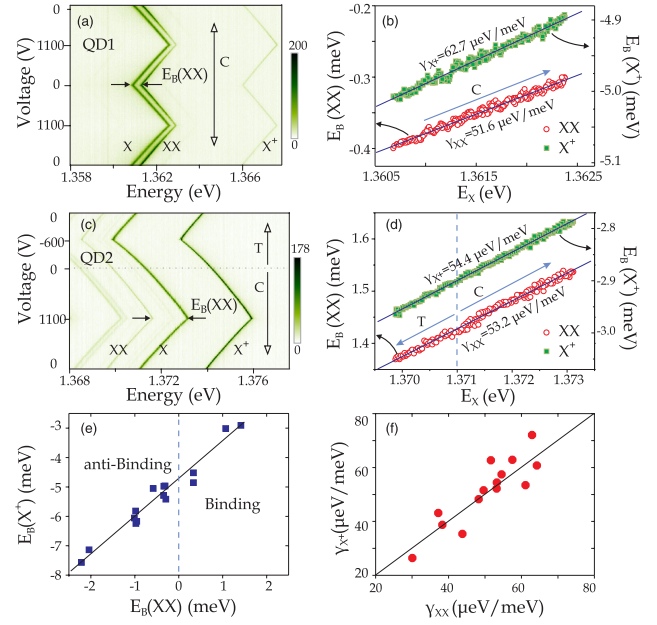 (a)
QD1
C
E_B(XX)
X
XX
X⁺
0
1100
0
1100
0
Voltage (V)
1.358
1.362
1.366
Energy (eV)
200
0
(b)
-0.2
-0.3
-0.4
E_B (XX) (meV)
γ_X+=62.7 μeV/meV
C
γ_XX=51.6 μeV/meV
XX
X⁺
-4.9
-5.0
-5.1
E_B(X⁺) (meV)
1.3605
1.3615
1.3625
E_X (eV)
(c)
QD2
T
C
E_B(XX)
XX
X
X⁺
0
-600
0
1100
0
Voltage (V)
1.368
1.372
1.376
Energy (eV)
178
0
(d)
1.6
1.5
1.4
E_B (XX) (meV)
γ_X+=54.4 μeV/meV
T
C
γ_XX=53.2 μeV/meV
XX
X⁺
-2.8
-2.9
-3.0
E_B(X⁺) (meV)
1.370
1.371
1.372
1.373
E_X (eV)
(e)
-3
-4
-5
-6
-7
-8
E_B(X⁺) (meV)
anti-Binding
Binding
-2
-1
0
1
2
E_B(XX) (meV)
(f)
80
60
40
20
γ_X+(μeV/meV)
20
40
60
80
γ_XX(μeV/meV)